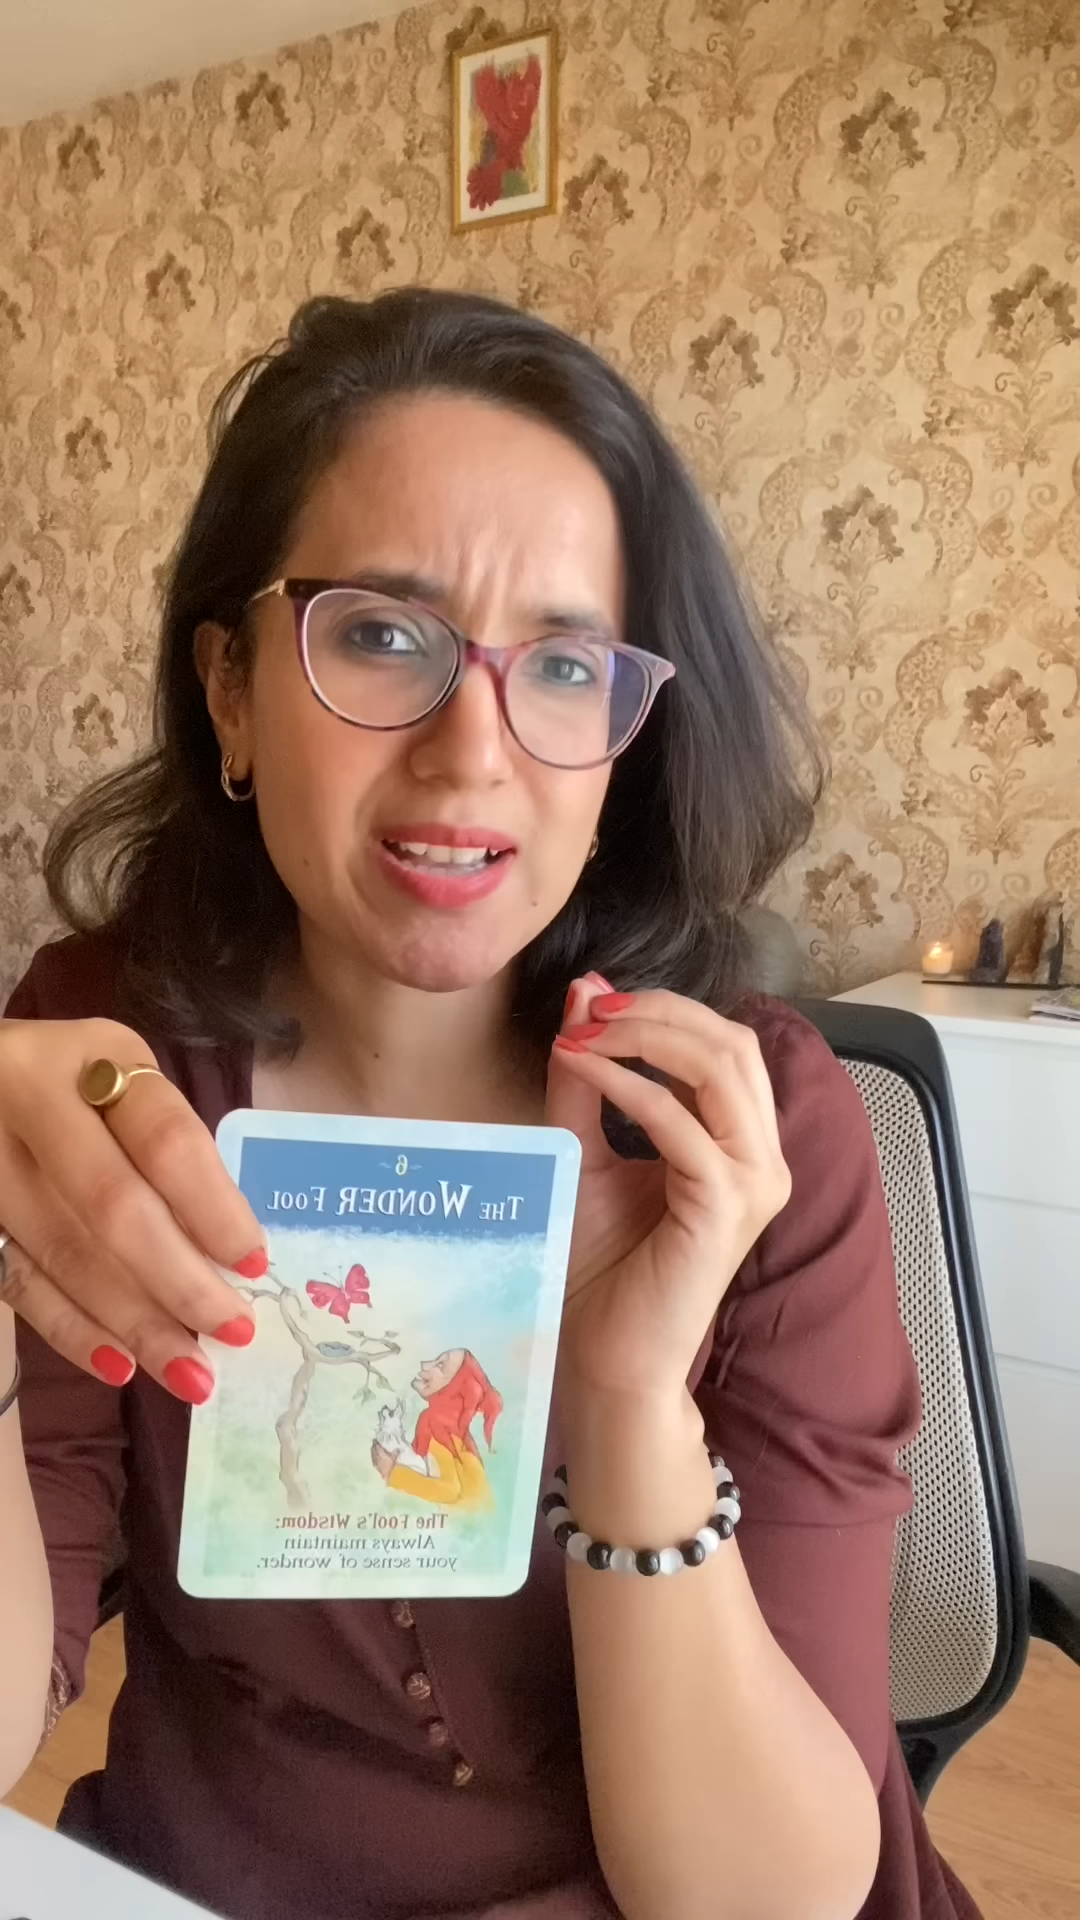 6
THE WONDER FOOL
The Fool's Wisdom:
Always maintain
your sense of wonder.